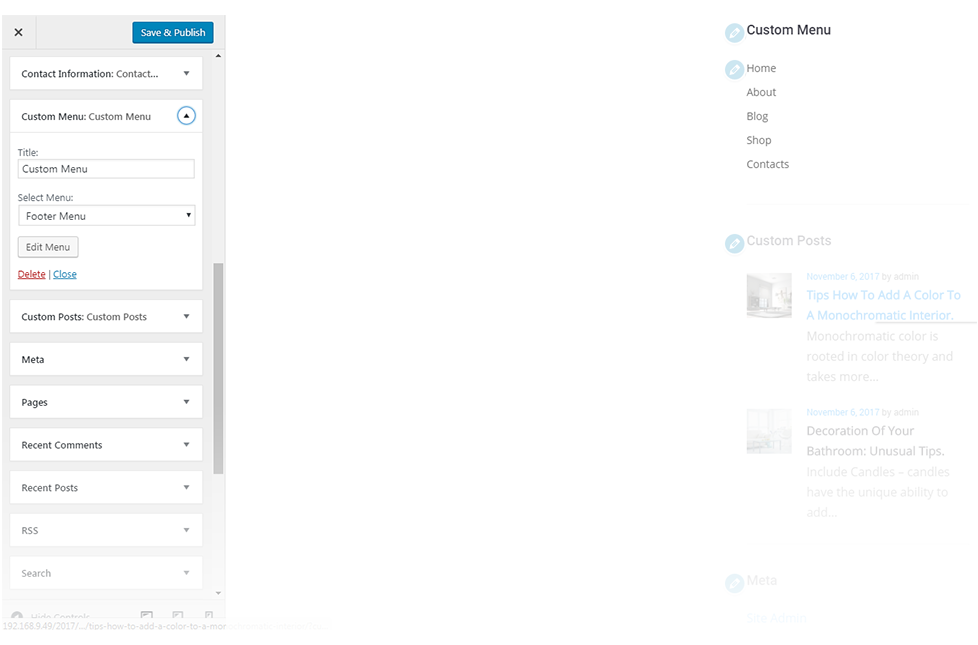 Save & Publish
Contact Information: Contact...
Custom Menu: Custom Menu
Title:
Custom Menu
Select Menu:
Footer Menu
Edit Menu
Delete | Close
Custom Posts: Custom Posts
Meta
Pages
Recent Comments
Recent Posts
RSS
Search
Hide Controls
192.168.9.49/2017/.../tips-how-to-add-a-color-to-a-mor
Custom Menu
Home
About
Blog
Shop
Contacts
Custom Posts
November 6, 2017 by admin
Tips How To Add A Color To
A Monochromatic Interior.
Monochromatic color is
rooted in color theory and
takes more...
November 6, 2017 by admin
Decoration Of Your
Bathroom: Unusual Tips.
Include Candles – candles
have the unique ability to
add...
Meta
Site Admin